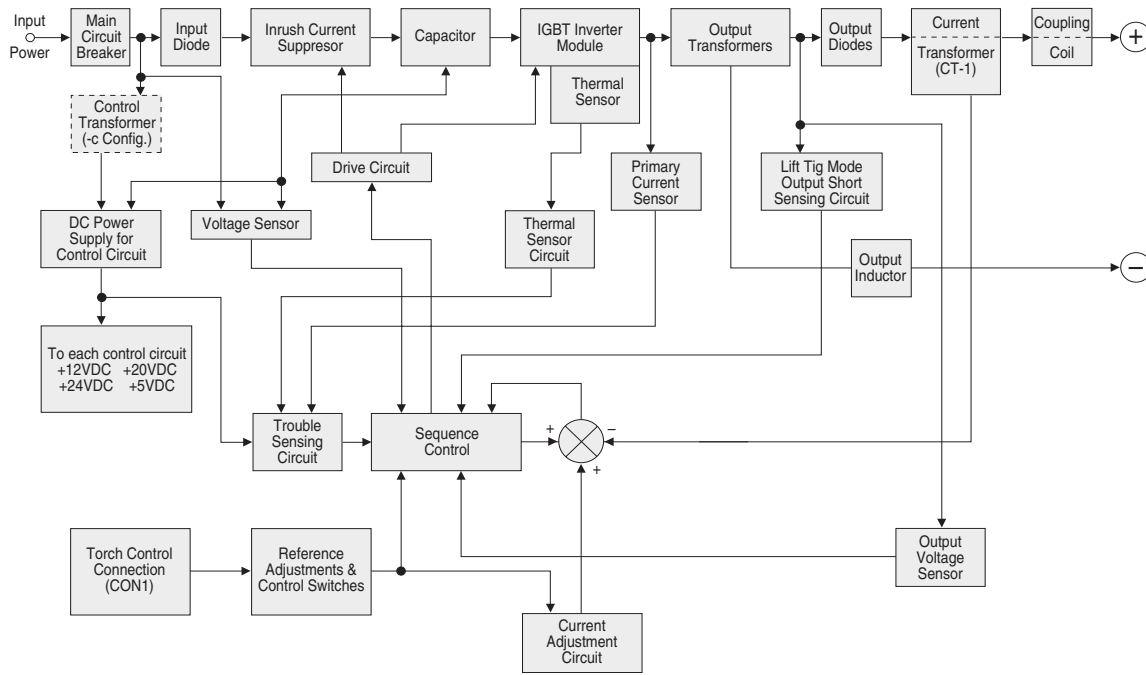 Input
Power
Main
Circuit
Breaker
Input
Diode
Inrush Current
Suppresor
Capacitor
IGBT Inverter
Module
Thermal
Sensor
Output
Transformers
Output
Diodes
Current
Transformer
(CT-1)
Coupling
Coil
+
Control
Transformer
(-c Config.)
Drive Circuit
Primary
Current
Sensor
Lift Tig Mode
Output Short
Sensing Circuit
DC Power
Supply for
Control Circuit
Voltage Sensor
Thermal
Sensor
Circuit
Output
Inductor
−
To each control circuit
+12VDC +20VDC
+24VDC +5VDC
Trouble
Sensing
Circuit
Sequence
Control
+
−
+
Torch Control
Connection
(CON1)
Reference
Adjustments &
Control Switches
Output
Voltage
Sensor
Current
Adjustment
Circuit